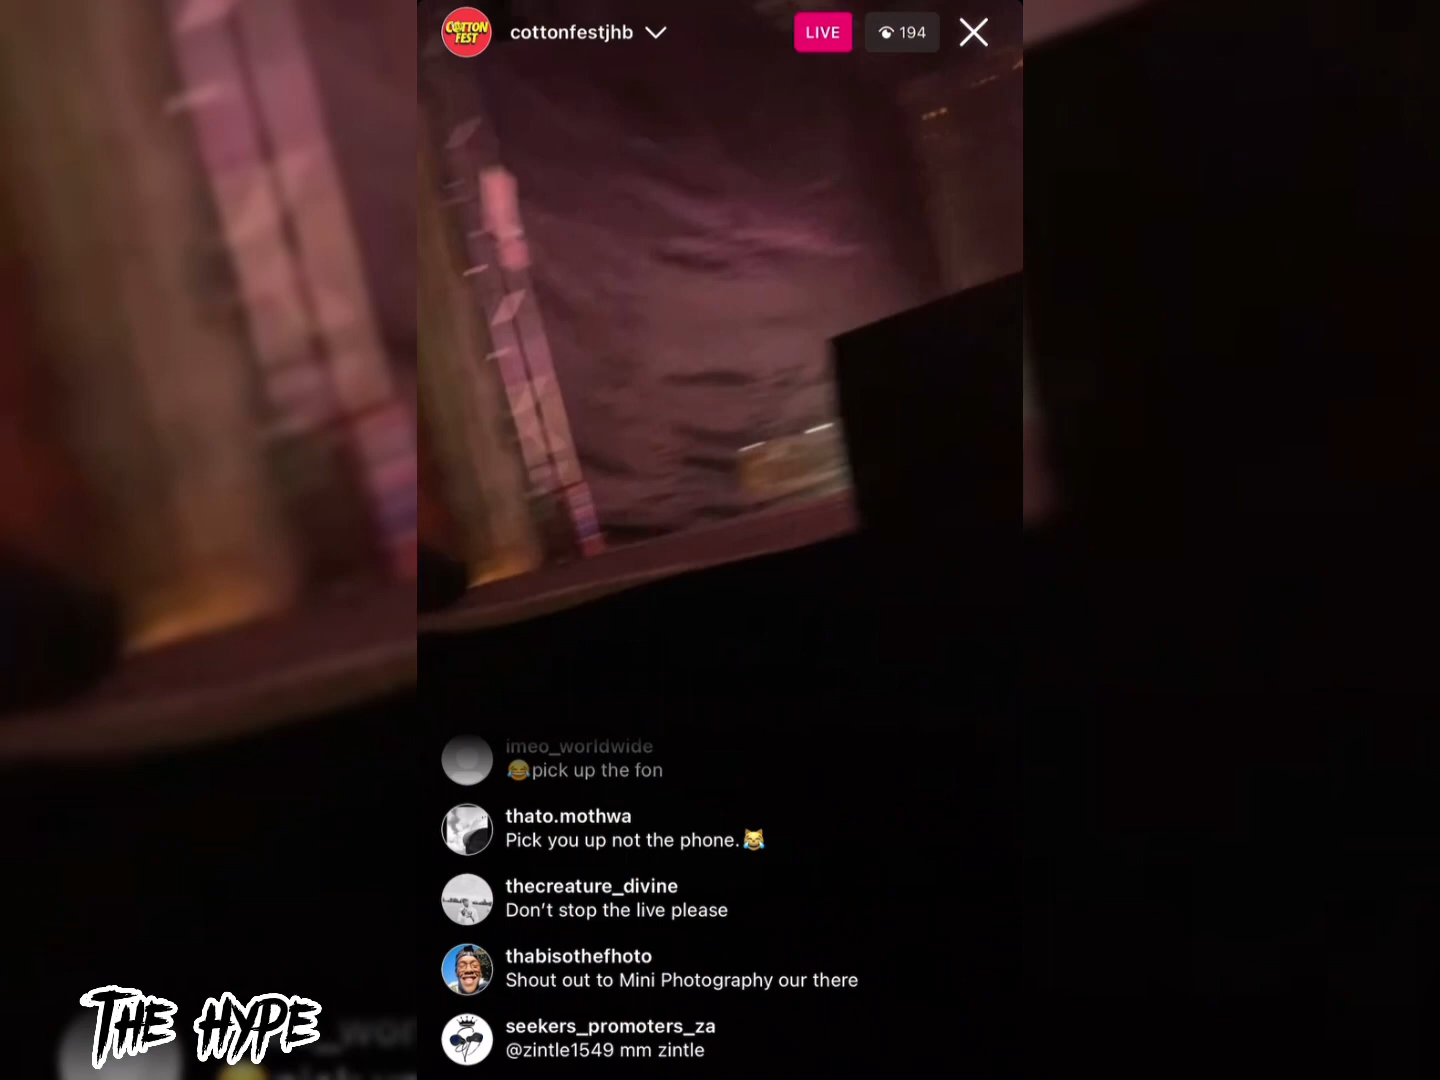 COTTON
FEST
cottonfestjhb
LIVE
194
imeo_worldwide
😂pick up the fon
thato.mothwa
Pick you up not the phone.😹
thecreature_divine
Don’t stop the live please
thabisothefhoto
Shout out to Mini Photography our there
seekers_promoters_za
@zintle1549 mm zintle
THE HYPE